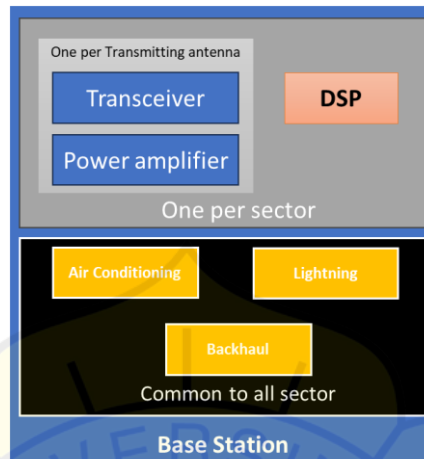 One per Transmitting antenna
Transceiver
DSP
Power amplifier
One per sector
Air Conditioning
Lightning
Backhaul
Common to all sector
Base Station